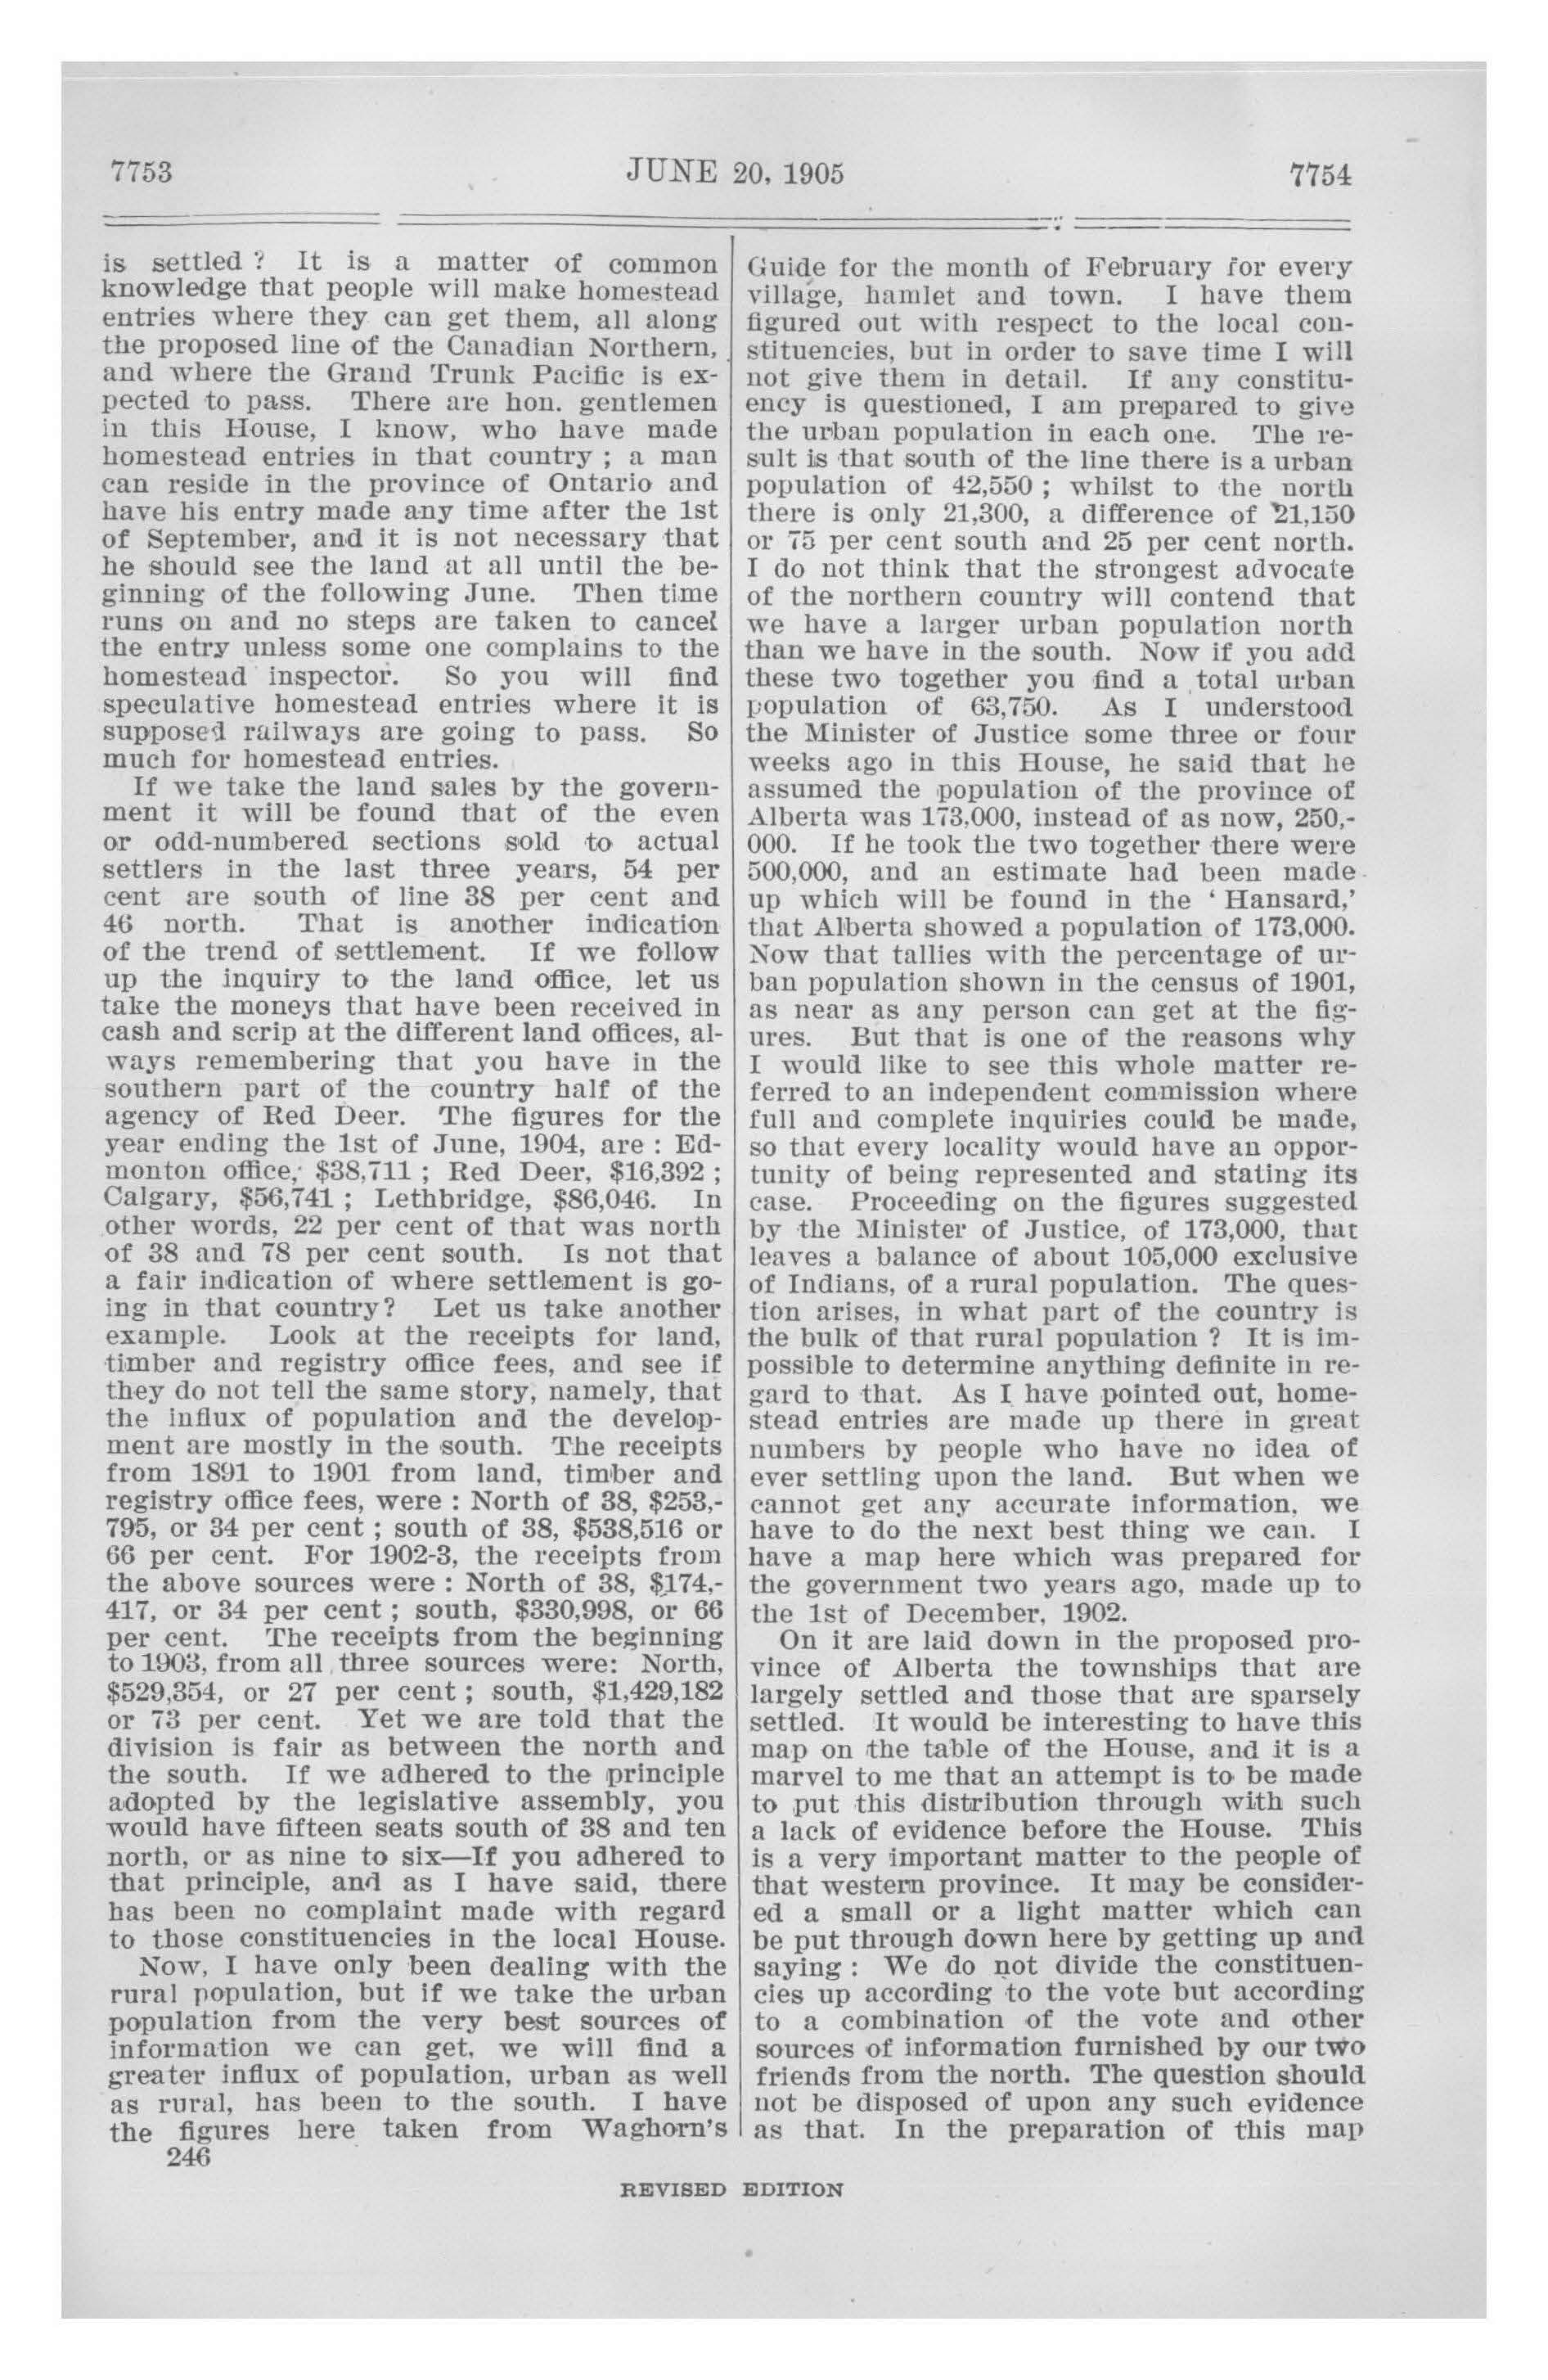 7753
JUNE 20, 1905
7754
is settled ? It is a matter of common
knowledge that people will make homestead
entries where they can get them, all along
the proposed line of the Canadian Northern,
and where the Grand Trunk Pacific is ex-
pected to pass. There are hon. gentlemen
in this House, I know, who have made
homestead entries in that country ; a man
can reside in the province of Ontario and
have his entry made any time after the 1st
of September, and it is not necessary that
he should see the land at all until the be-
ginning of the following June. Then time
runs on and no steps are taken to cancel
the entry unless some one complains to the
homestead inspector. So you will find
speculative homestead entries where it is
supposed railways are going to pass. So
much for homestead entries.
If we take the land sales by the govern-
ment it will be found that of the even
or odd-numbered sections sold to actual
settlers in the last three years, 54 per
cent are south of line 38 per cent and
46 north. That is another indication
of the trend of settlement. If we follow
up the inquiry to the land office, let us
take the moneys that have been received in
cash and scrip at the different land offices, al-
ways remembering that you have in the
southern part of the country half of the
agency of Red Deer. The figures for the
year ending the 1st of June, 1904, are : Ed-
monton office, $38,711 ; Red Deer, $16,392 ;
Calgary, $56,741 ; Lethbridge, $86,046. In
other words, 22 per cent of that was north
of 38 and 78 per cent south. Is not that
a fair indication of where settlement is go-
ing in that country? Let us take another
example. Look at the receipts for land,
timber and registry office fees, and see if
they do not tell the same story, namely, that
the influx of population and the develop-
ment are mostly in the south. The receipts
from 1891 to 1901 from land, timber and
registry office fees, were : North of 38, $253,-
795, or 34 per cent ; south of 38, $538,516 or
66 per cent. For 1902-3, the receipts from
the above sources were : North of 38, $174,-
417, or 34 per cent ; south, $330,998, or 66
per cent. The receipts from the beginning
to 1903, from all three sources were: North,
$529,354, or 27 per cent ; south, $1,429,182
or 73 per cent. Yet we are told that the
division is fair as between the north and
the south. If we adhered to the principle
adopted by the legislative assembly, you
would have fifteen seats south of 38 and ten
north, or as nine to six—If you adhered to
that principle, and as I have said, there
has been no complaint made with regard
to those constituencies in the local House.
Now, I have only been dealing with the
rural population, but if we take the urban
population from the very best sources of
information we can get, we will find a
greater influx of population, urban as well
as rural, has been to the south. I have
the figures here taken from Waghorn's
246
Guide for the month of February for every
village, hamlet and town. I have them
figured out with respect to the local con-
stituencies, but in order to save time I will
not give them in detail. If any constitu-
ency is questioned, I am prepared to give
the urban population in each one. The re-
sult is that south of the line there is a urban
population of 42,550 ; whilst to the north
there is only 21,300, a difference of 21,150
or 75 per cent south and 25 per cent north.
I do not think that the strongest advocate
of the northern country will contend that
we have a larger urban population north
than we have in the south. Now if you add
these two together you find a total urban
population of 63,750. As I understood
the Minister of Justice some three or four
weeks ago in this House, he said that he
assumed the population of the province of
Alberta was 173,000, instead of as now, 250,-
000. If he took the two together there were
500,000, and an estimate had been made
up which will be found in the ' Hansard,'
that Alberta showed a population of 173,000.
Now that tallies with the percentage of ur-
ban population shown in the census of 1901,
as near as any person can get at the fig-
ures. But that is one of the reasons why
I would like to see this whole matter re-
ferred to an independent commission where
full and complete inquiries could be made,
so that every locality would have an oppor-
tunity of being represented and stating its
case. Proceeding on the figures suggested
by the Minister of Justice, of 173,000, that
leaves a balance of about 105,000 exclusive
of Indians, of a rural population. The ques-
tion arises, in what part of the country is
the bulk of that rural population ? It is im-
possible to determine anything definite in re-
gard to that. As I have pointed out, home-
stead entries are made up there in great
numbers by people who have no idea of
ever settling upon the land. But when we
cannot get any accurate information, we
have to do the next best thing we can. I
have a map here which was prepared for
the government two years ago, made up to
the 1st of December, 1902.
On it are laid down in the proposed pro-
vince of Alberta the townships that are
largely settled and those that are sparsely
settled. It would be interesting to have this
map on the table of the House, and it is a
marvel to me that an attempt is to be made
to put this distribution through with such
a lack of evidence before the House. This
is a very important matter to the people of
that western province. It may be consider-
ed a small or a light matter which can
be put through down here by getting up and
saying : We do not divide the constituen-
cies up according to the vote but according
to a combination of the vote and other
sources of information furnished by our two
friends from the north. The question should
not be disposed of upon any such evidence
as that. In the preparation of this map
REVISED EDITION